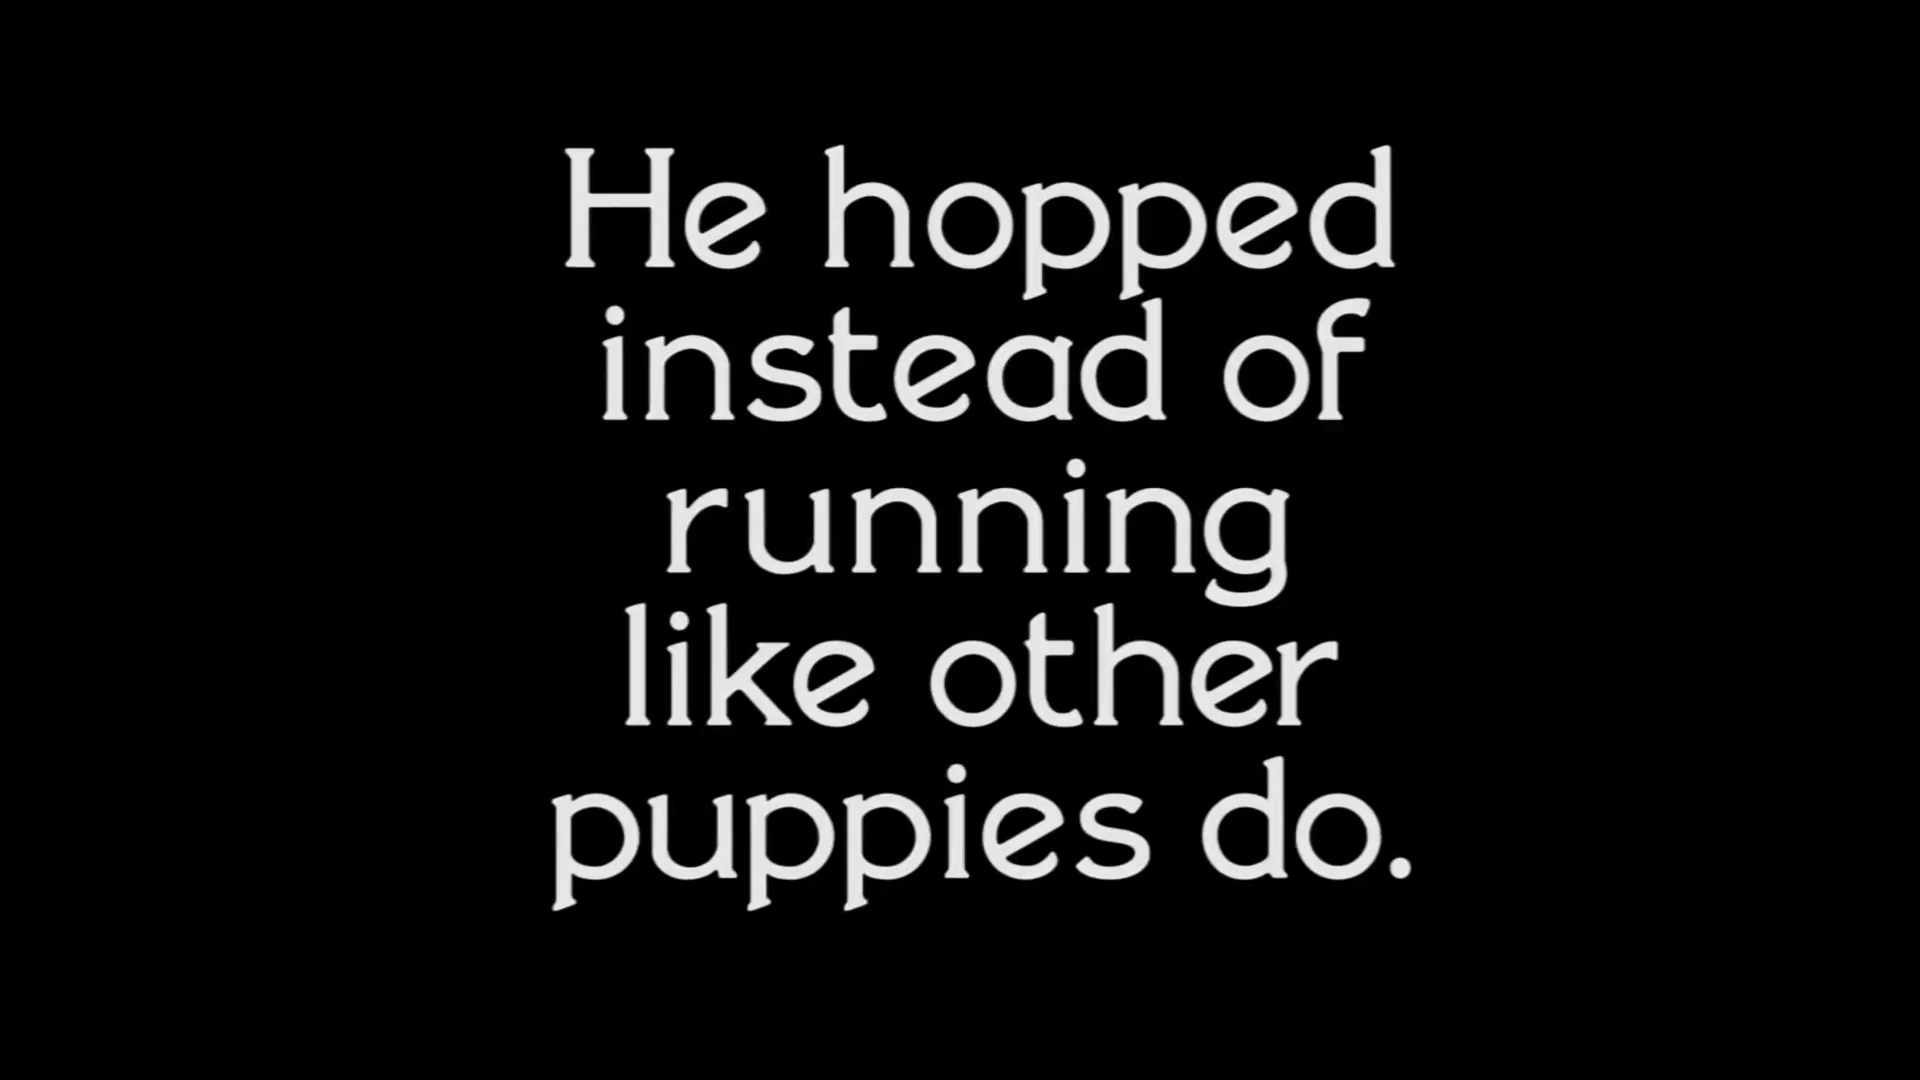 He hopped
instead of
running
like other
puppies do.